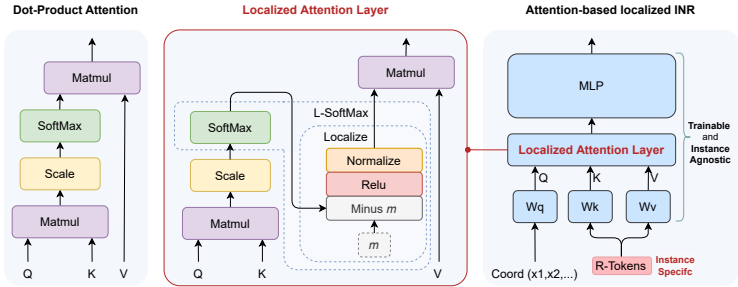 Dot-Product Attention
Matmul
SoftMax
Scale
Matmul
Q K V
Localized Attention Layer
Matmul
L-SoftMax
SoftMax
Localize
Normalize
Scale
Relu
Minus m
Matmul
m
Q K V
Attention-based localized INR
MLP
Trainable
and
Instance
Agnostic
Localized Attention Layer
Q K V
Wq Wk Wv
R-Tokens
Instance
Specifc
Coord (x1,x2,...)